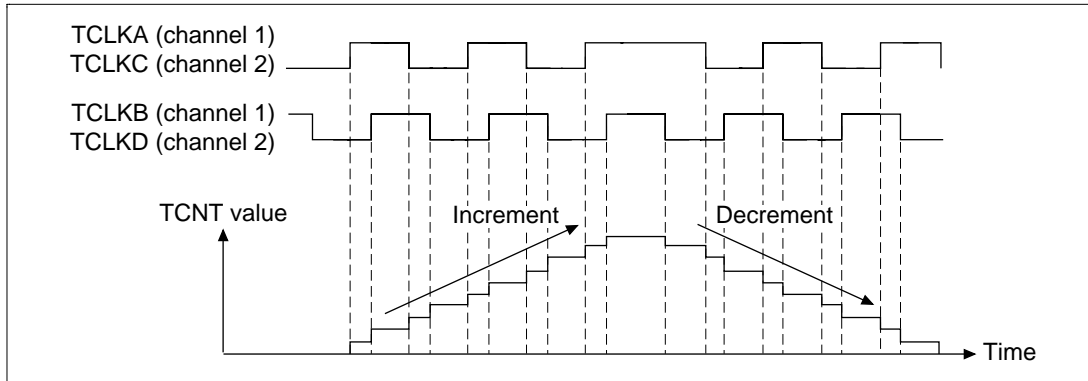 TCLKA (channel 1)
TCLKC (channel 2)
TCLKB (channel 1)
TCLKD (channel 2)
TCNT value
Increment
Decrement
Time